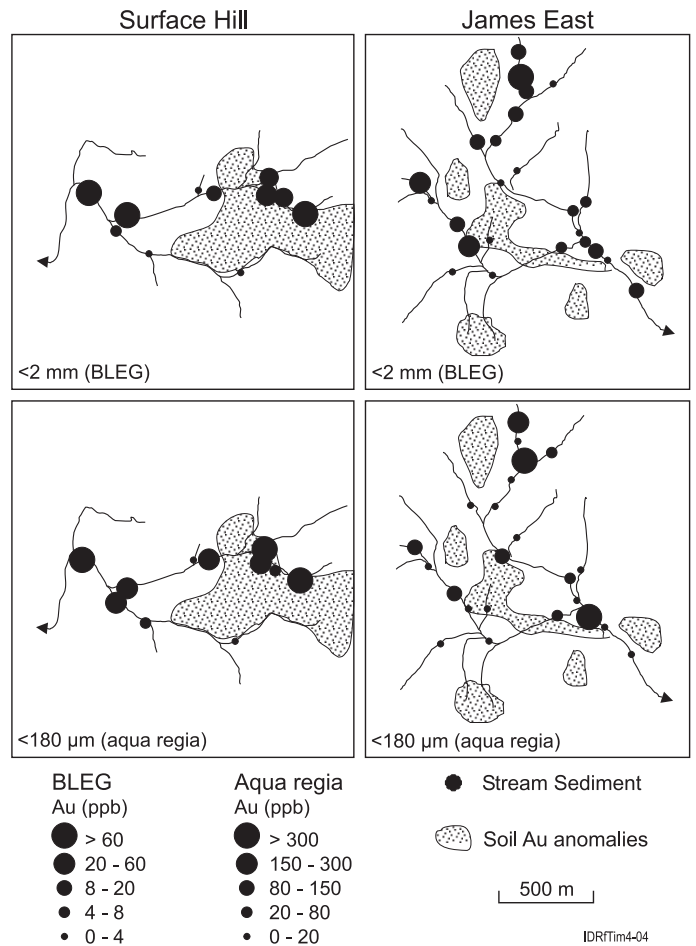 Surface Hill
James East
<2 mm (BLEG)
<2 mm (BLEG)
<180 µm (aqua regia)
<180 µm (aqua regia)
BLEG
Au (ppb)
> 60
20 - 60
8 - 20
4 - 8
0 - 4
Aqua regia
Au (ppb)
> 300
150 - 300
80 - 150
20 - 80
0 - 20
Stream Sediment
Soil Au anomalies
500 m
IDRfTim4-04